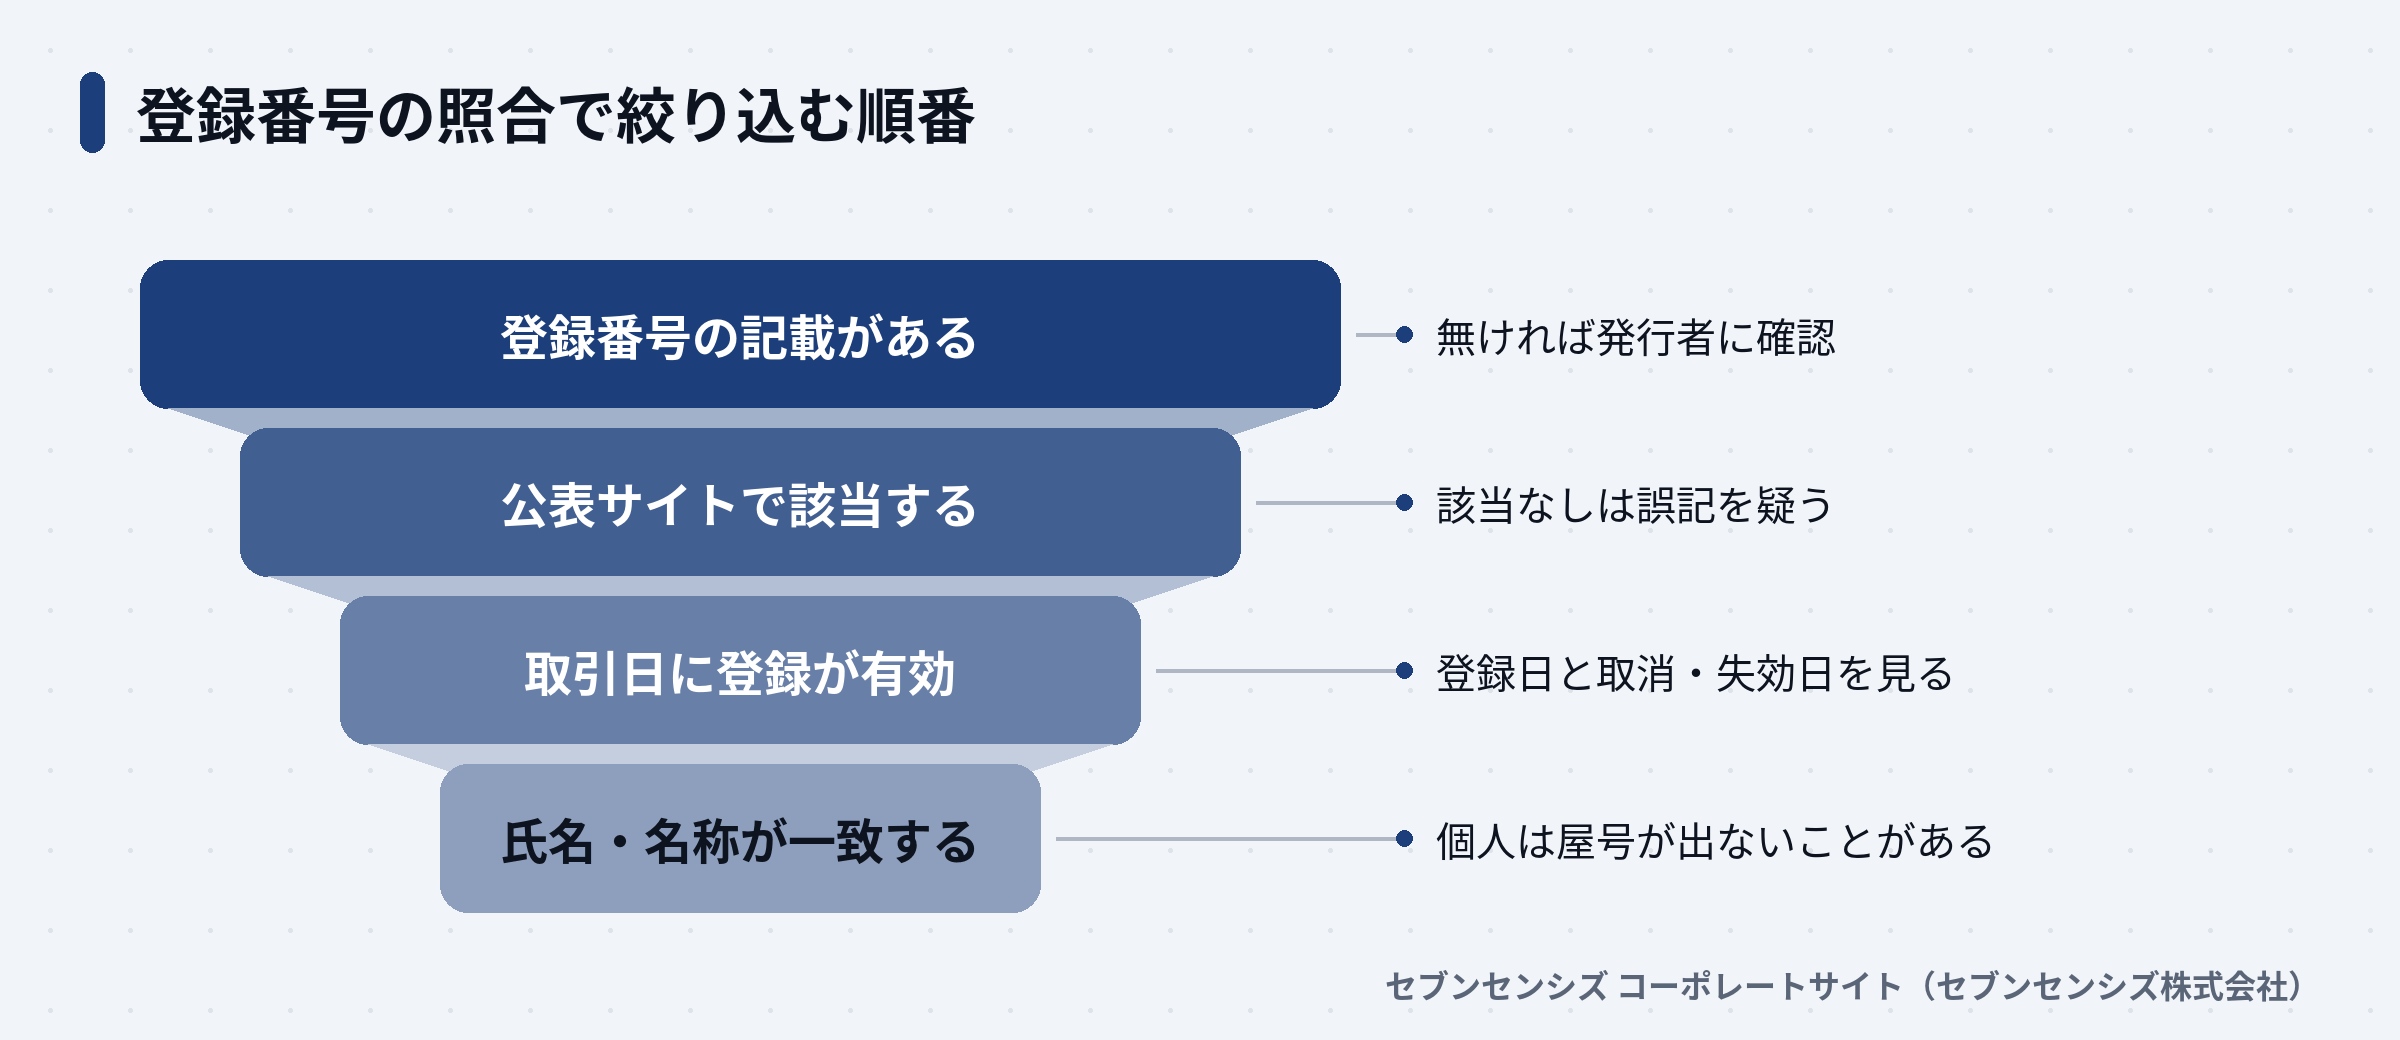 登録番号の照合で絞り込む順番
登録番号の記載がある
無ければ発行者に確認
公表サイトで該当する
該当なしは誤記を疑う
取引日に登録が有効
登録日と取消・失効日を見る
氏名・名称が一致する
個人は屋号が出ないことがある
セブンセンシズ コーポレートサイト（セブンセンシズ株式会社）